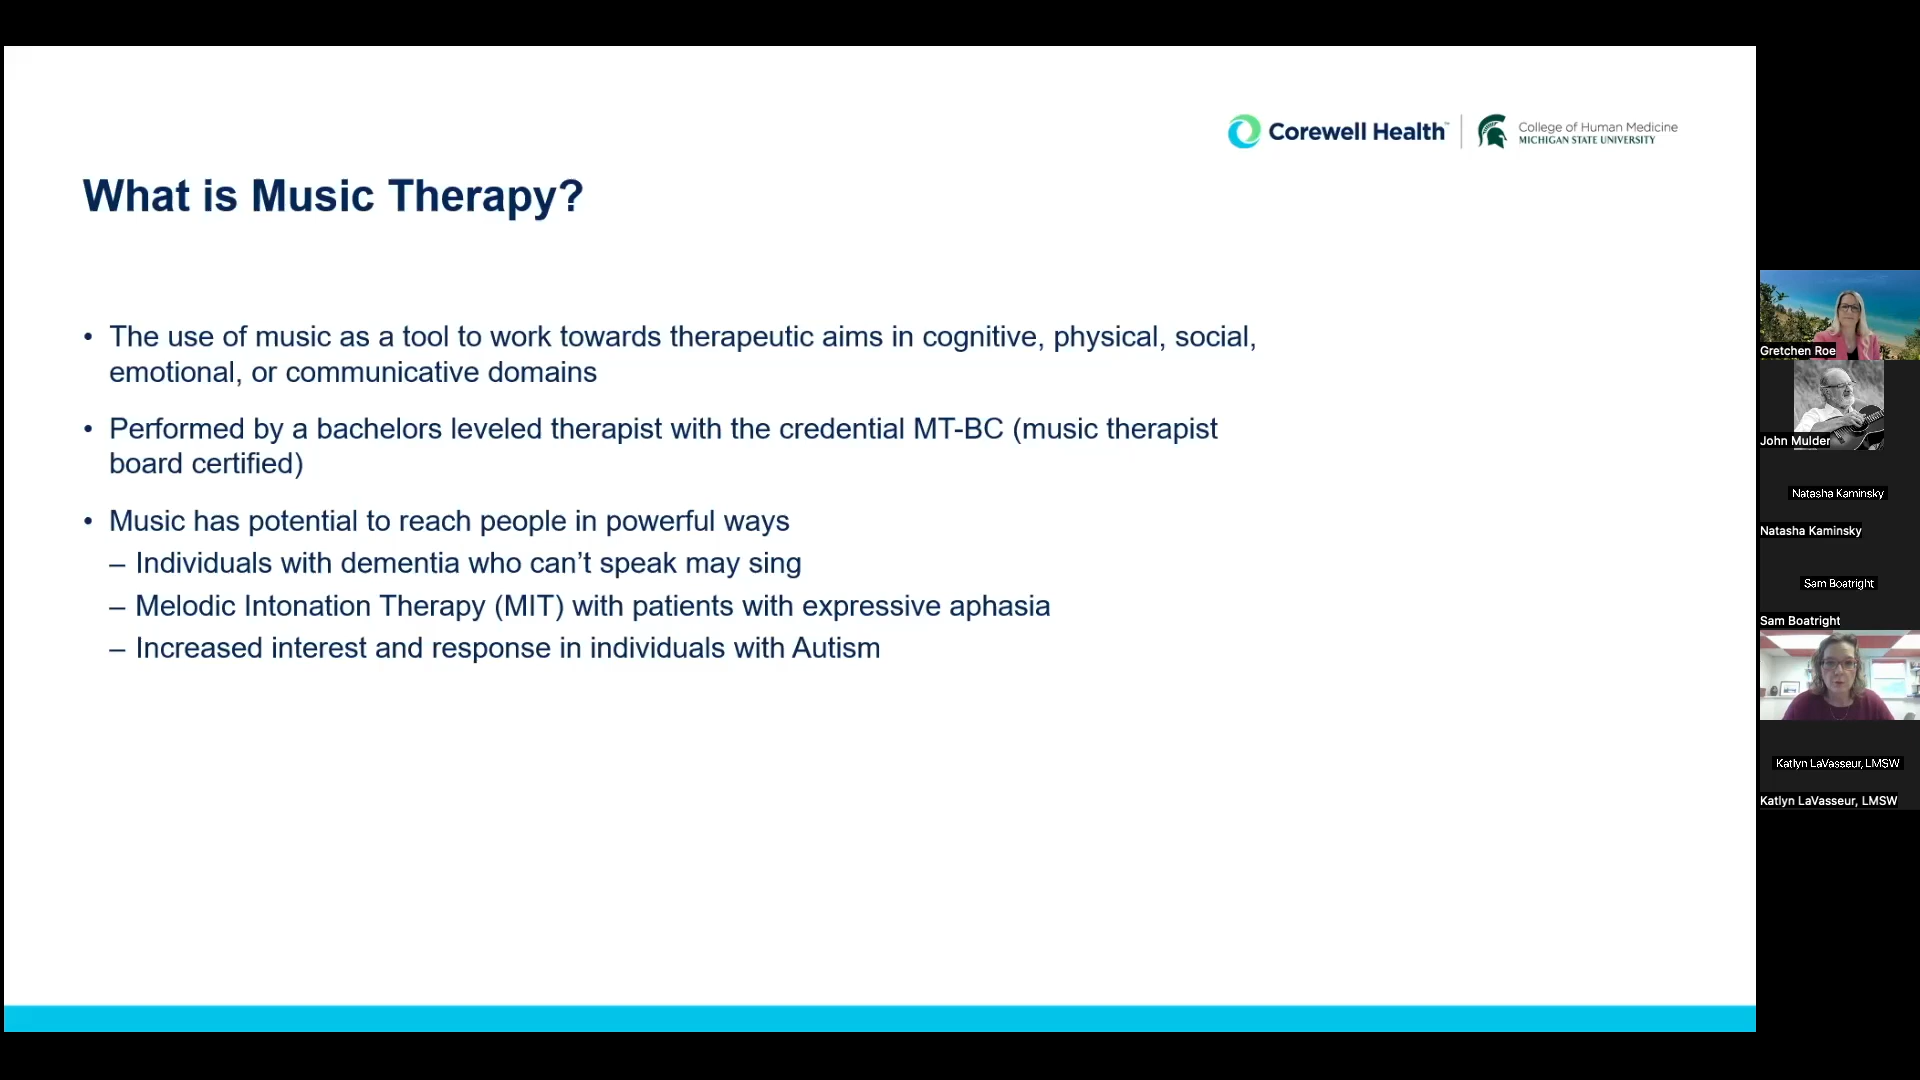 Corewell Health™
College of Human Medicine
MICHIGAN STATE UNIVERSITY
What is Music Therapy?
• The use of music as a tool to work towards therapeutic aims in cognitive, physical, social,
emotional, or communicative domains
• Performed by a bachelors leveled therapist with the credential MT-BC (music therapist
board certified)
• Music has potential to reach people in powerful ways
– Individuals with dementia who can’t speak may sing
– Melodic Intonation Therapy (MIT) with patients with expressive aphasia
– Increased interest and response in individuals with Autism
Gretchen Roe
John Mulder
Natasha Kaminsky
Natasha Kaminsky
Sam Boatright
Sam Boatright
Katlyn LaVasseur, LMSW
Katlyn LaVasseur, LMSW